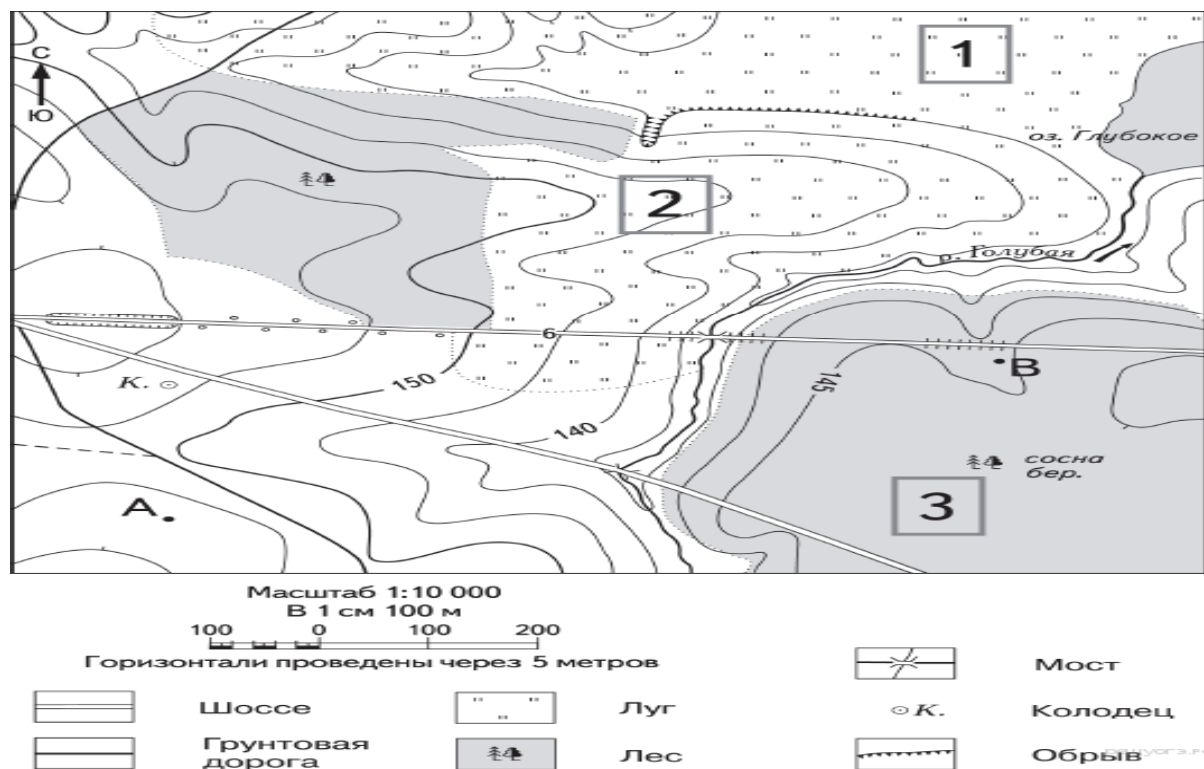 С
Ю
1
оз. Глубокое
2
р. Голубая
6
К.
150
В
145
140
сосна
бер.
А
3
Масштаб 1:10 000
В 1 см 100 м
100 0 100 200
Горизонтали проведены через 5 метров
Мост
Шоссе
Луг
К.
Колодец
Грунтовая
дорога
Лес
Обрыв